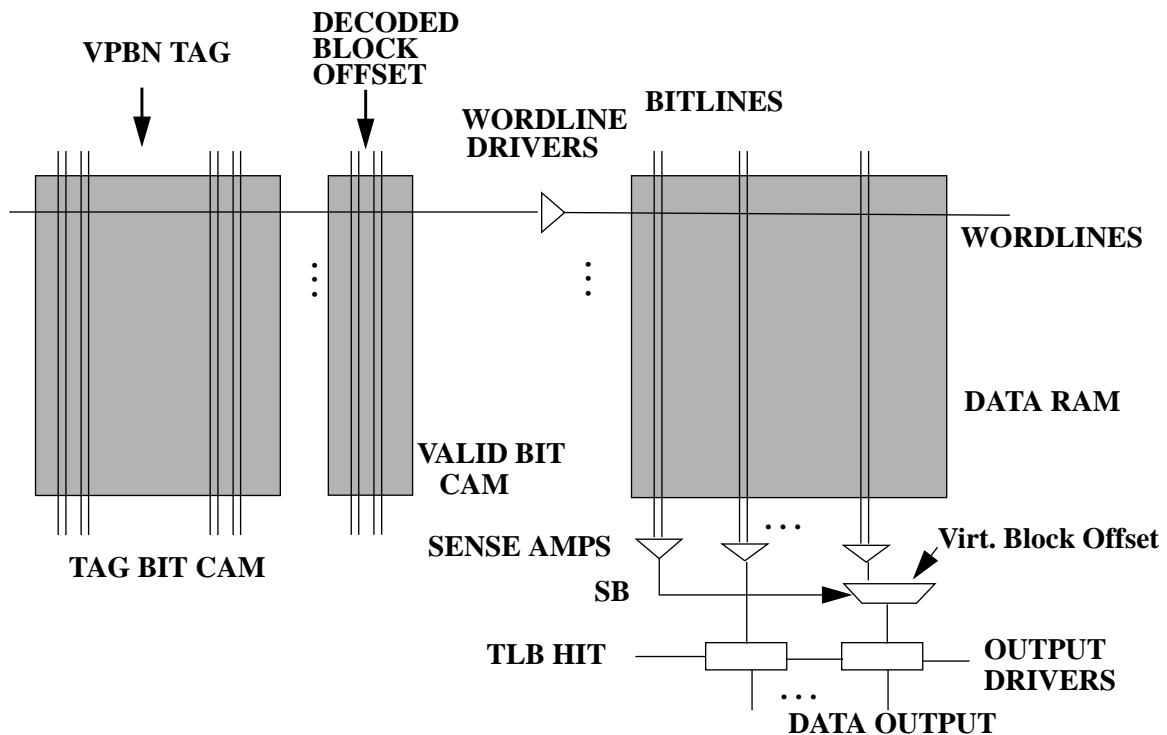 VPBN TAG
DECODED
BLOCK
OFFSET
WORDLINE
DRIVERS
BITLINES
WORDLINES
DATA RAM
VALID BIT
CAM
TAG BIT CAM
SENSE AMPS
Virt. Block Offset
SB
TLB HIT
OUTPUT
DRIVERS
DATA OUTPUT